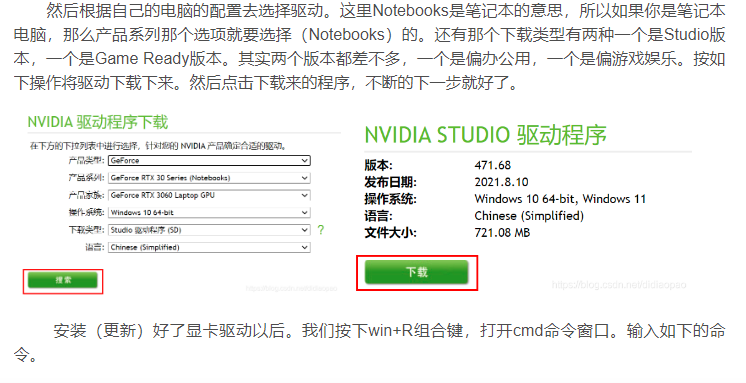 然后根据自己的电脑的配置去选择驱动。这里Notebooks是笔记本的意思，所以如果你是笔记本
电脑，那么产品系列那个选项就要选择（Notebooks）的。还有那个下载类型有两种一个是Studio版
本，一个是Game Ready版本。其实两个版本都差不多，一个是偏办公用，一个是偏游戏娱乐。按如
下操作将驱动下载下来。然后点击下载来的程序，不断的下一步就好了。
NVIDIA 驱动程序下载
在下方的下拉列表中进行选择，针对您的 NVIDIA 产品确定合适的驱动。
产品类型: GeForce
产品系列: GeForce RTX 30 Series (Notebooks)
产品家族: GeForce RTX 3060 Laptop GPU
操作系统: Windows 10 64-bit
下载类型: Studio 驱动程序 (SD) ?
语言: Chinese (Simplified)
搜索
https://blog.csdn.net/didiaopao
NVIDIA STUDIO 驱动程序
版本: 471.68
发布日期: 2021.8.10
操作系统: Windows 10 64-bit, Windows 11
语言: Chinese (Simplified)
文件大小: 721.08 MB
下载
https://blog.csdn.net/didiaopao
安装（更新）好了显卡驱动以后。我们按下win+R组合键，打开cmd命令窗口。输入如下的命
令。